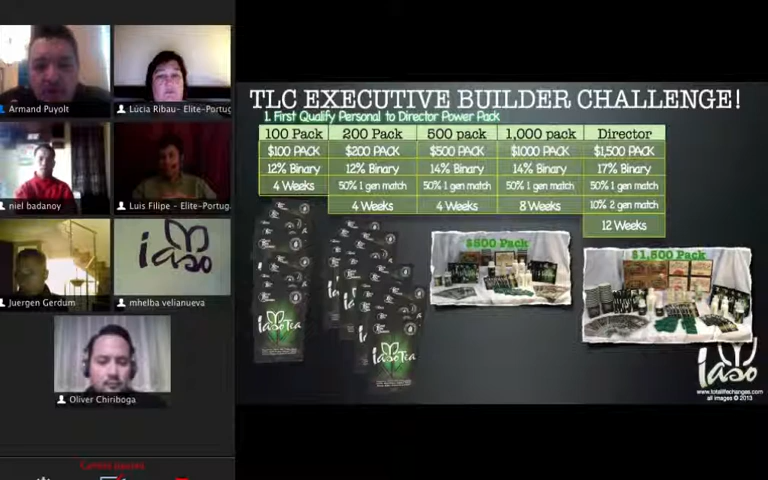 Armand Puyolt
Lúcia Ribau- Elite-Portug
niel badanoy
Luis Filipe - Elite-Portug
Juergen Gerdum
iaso
mhelba velianueva
Oliver Chiriboga
TLC EXECUTIVE BUILDER CHALLENGE!
1. First Qualify Personal to Director Power Pack
100 Pack 200 Pack 500 pack 1,000 pack Director
$100 PACK $200 PACK $500 PACK $1000 PACK $1,500 PACK
12% Binary 12% Binary 14% Binary 14% Binary 17% Binary
4 Weeks 50% 1 gen match 50% 1 gen match 50% 1 gen match 50% 1 gen match
4 Weeks 4 Weeks 8 Weeks 10% 2 gen match
12 Weeks
$500 Pack
$1,500 Pack
iaso Tea
iaso Tea
iaso
www.totallifechanges.com
all images © 2013